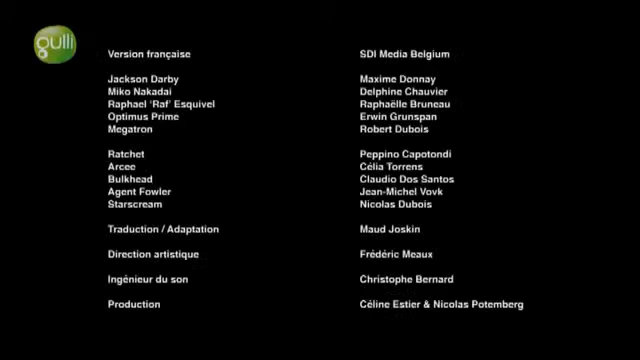 gulli
Version française SDI Media Belgium
Jackson Darby Maxime Donnay
Miko Nakadai Delphine Chauvier
Raphael ‘Raf’ Esquivel Raphaëlle Bruneau
Optimus Prime Erwin Grunspan
Megatron Robert Dubois
Ratchet Peppino Capotondi
Arcee Célia Torrens
Bulkhead Claudio Dos Santos
Agent Fowler Jean-Michel Vovk
Starscream Nicolas Dubois
Traduction / Adaptation Maud Joskin
Direction artistique Frédéric Meaux
Ingénieur du son Christophe Bernard
Production Céline Estier & Nicolas Potemberg